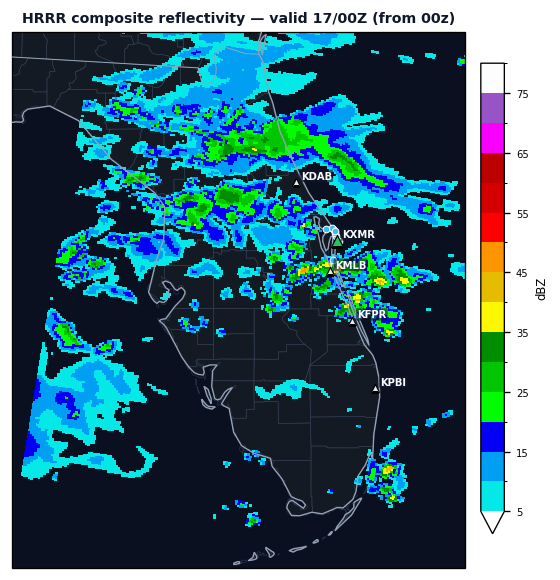 HRRR composite reflectivity — valid 17/00Z (from 00z)
KDAB
KXMR
KMLB
KFPR
KPBI
75
65
55
45
35
25
15
5
dBZ